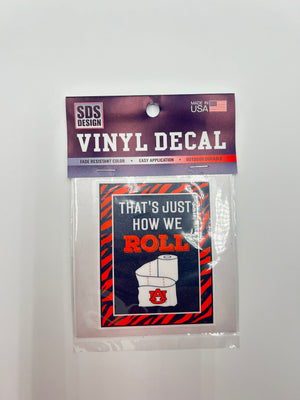 SDS
DESIGN
MADE IN
USA
VINYL DECAL
FADE RESISTANT COLOR • EASY APPLICATION • OUTDOOR DURABLE
THAT'S JUST
HOW WE
ROLL
AU